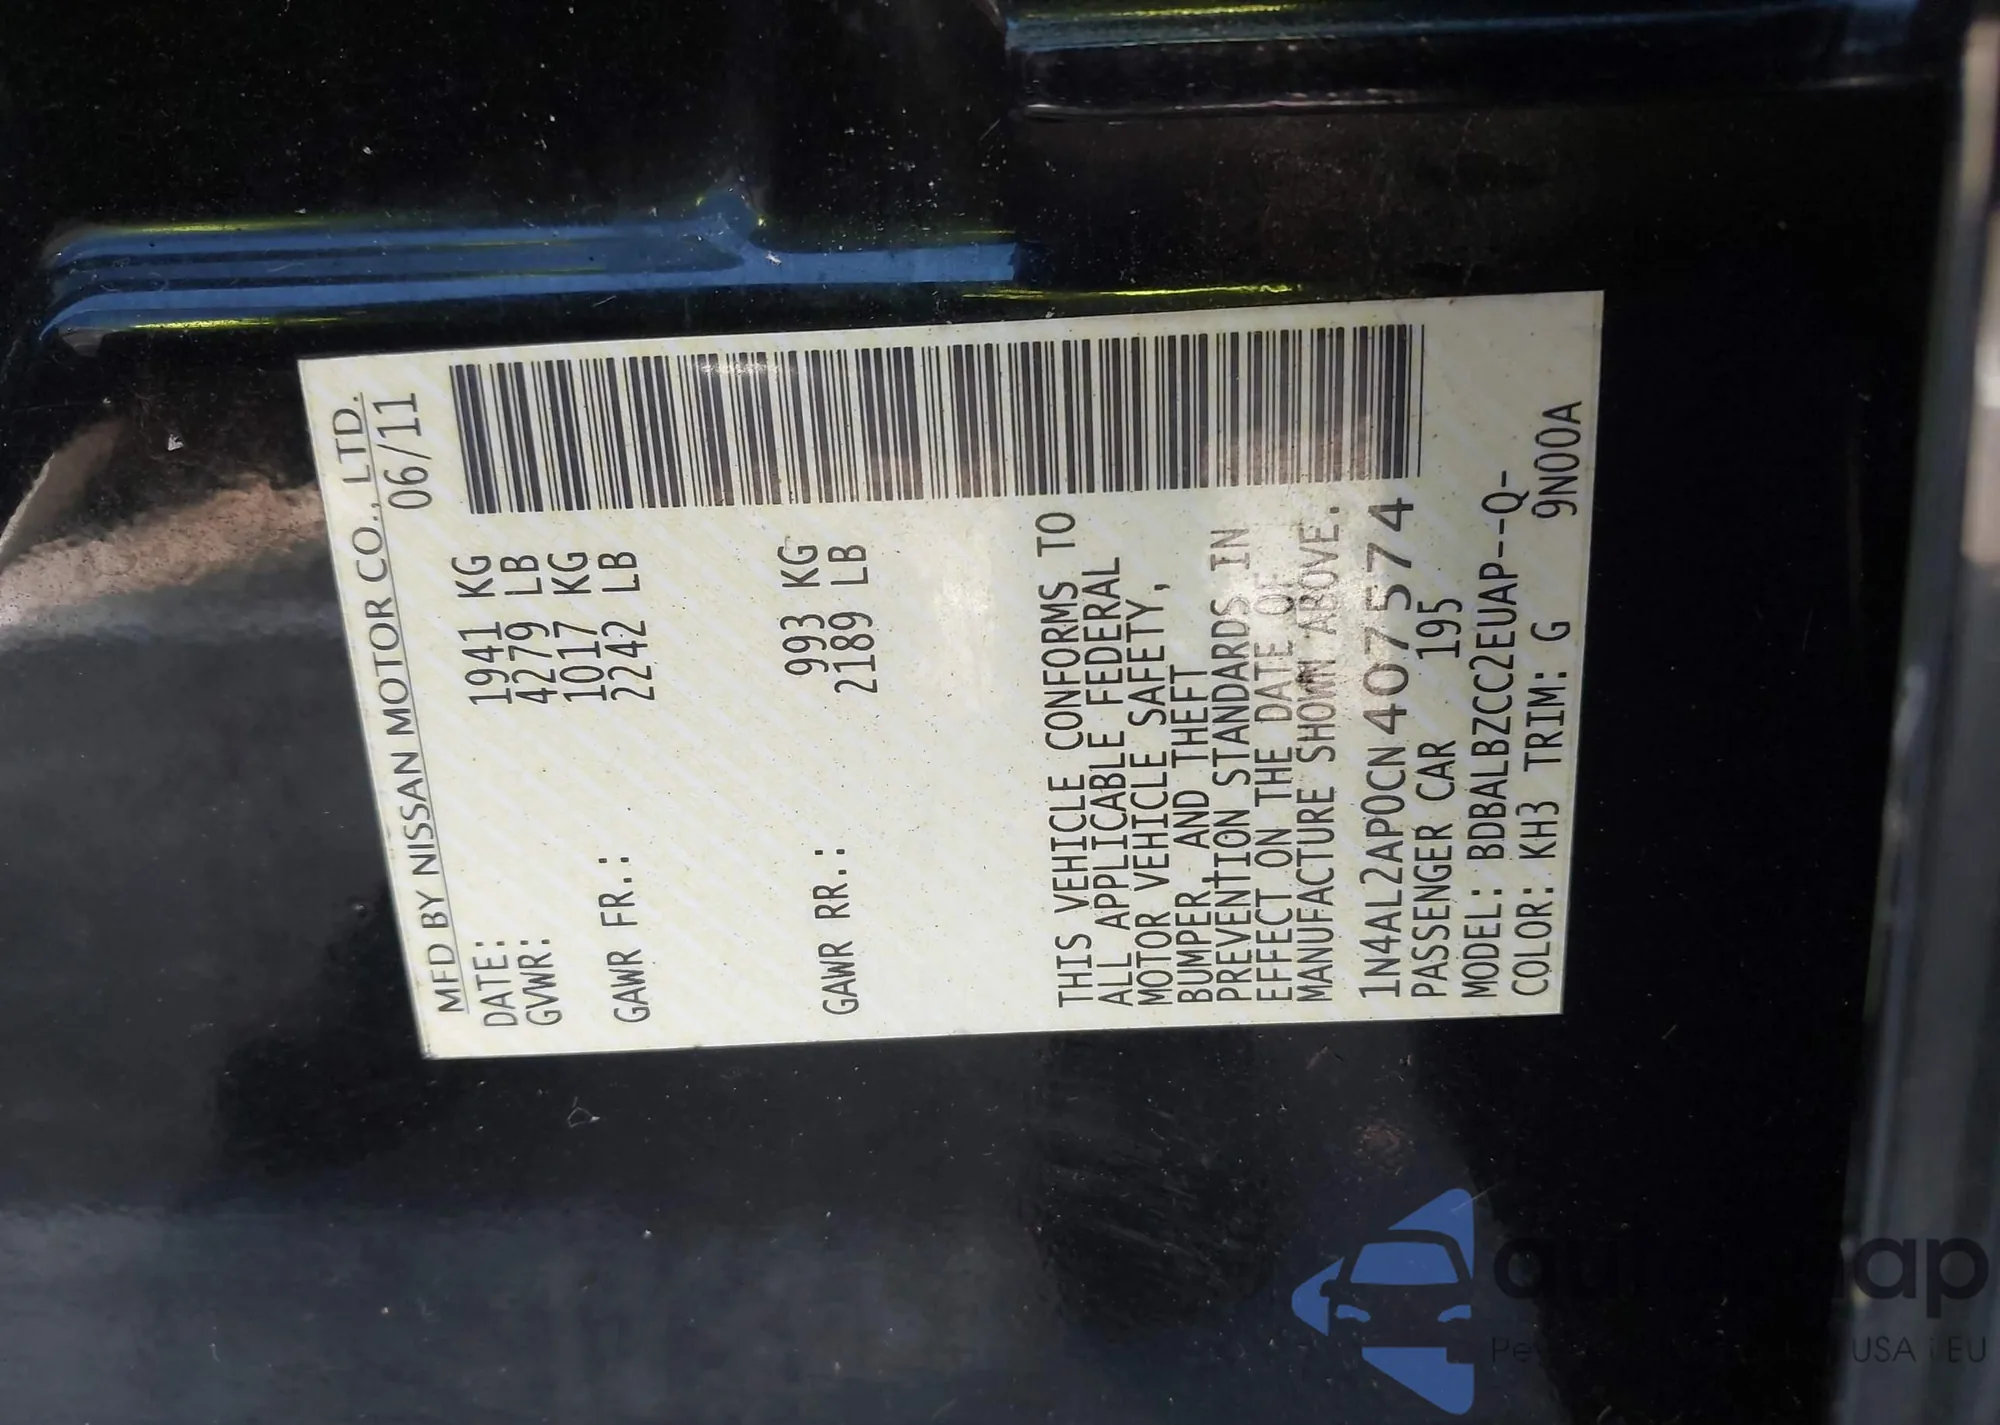 MFD BY NISSAN MOTOR CO., LTD.
DATE: 06/11
GVWR: 1941 KG
4279 LB
GAWR FR.: 1017 KG
2242 LB
GAWR RR.: 993 KG
2189 LB
THIS VEHICLE CONFORMS TO
ALL APPLICABLE FEDERAL
MOTOR VEHICLE SAFETY,
BUMPER, AND THEFT
PREVENTION STANDARDS IN
EFFECT ON THE DATE OF
MANUFACTURE SHOWN ABOVE.
1N4AL2AP0CN407574
PASSENGER CAR 195
MODEL: BDBALBZCC2EUAP--Q-
COLOR: KH3 TRIM: G 9N00A
USA i EU